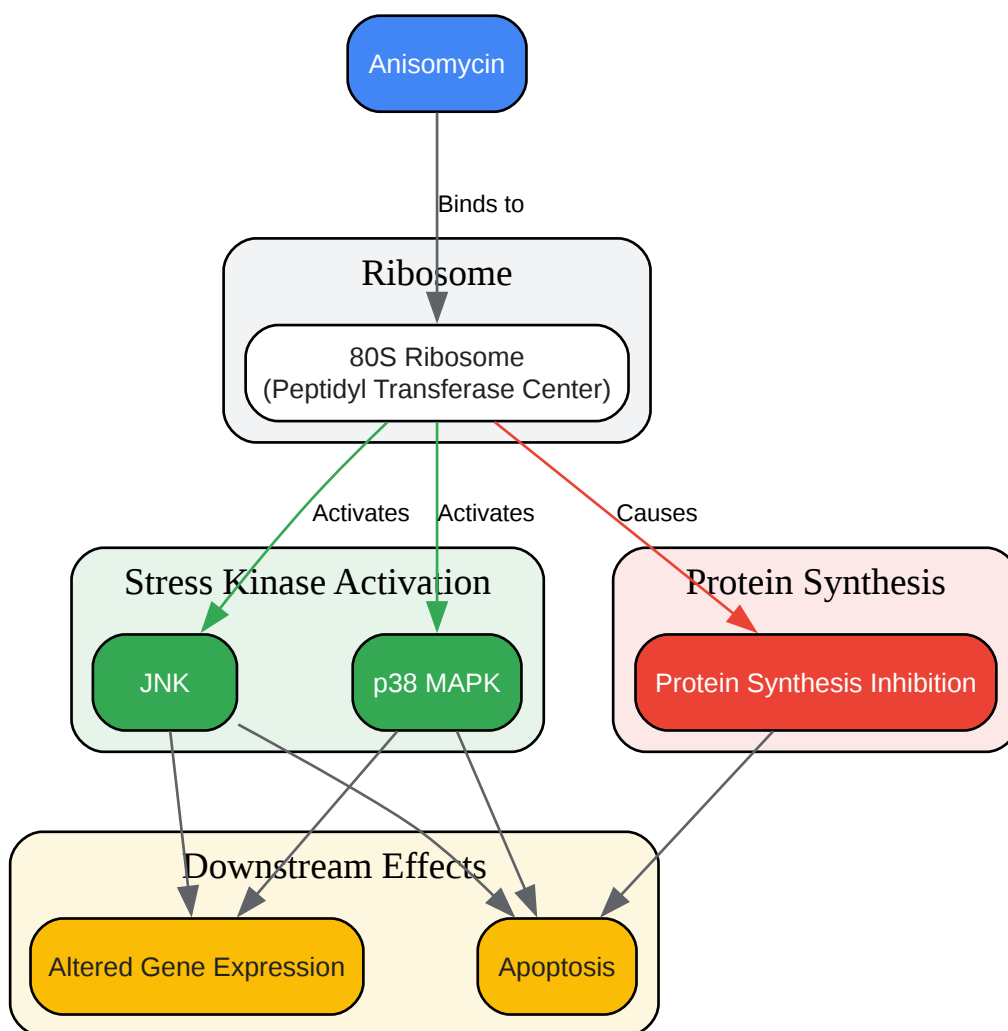 Anisomycin
Binds to
Ribosome
80S Ribosome
(Peptidyl Transferase Center)
Activates
Activates
Causes
Stress Kinase Activation
Protein Synthesis
JNK
p38 MAPK
Protein Synthesis Inhibition
Downstream Effects
Altered Gene Expression
Apoptosis